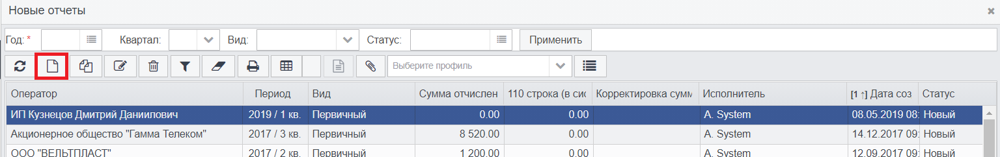 Новые отчеты
Год: * Квартал: Вид: Статус: Применить
Выберите профиль
Оператор Период Вид Сумма отчислен 110 строка (в сис Корректировка сумм Исполнитель [1 ↑] Дата соз Статус
ИП Кузнецов Дмитрий Даниилович 2019 / 1 кв. Первичный 0.00 0.00 A. System 08.05.2019 08: Новый
Акционерное общество "Гамма Телеком" 2017 / 3 кв. Первичный 8 520.00 0.00 A. System 14.12.2017 09: Новый
ООО "ВЕЛЬТПЛАСТ" 2017 / 2 кв. Первичный 1 200.00 0.00 A. System 12.09.2017 09: Новый